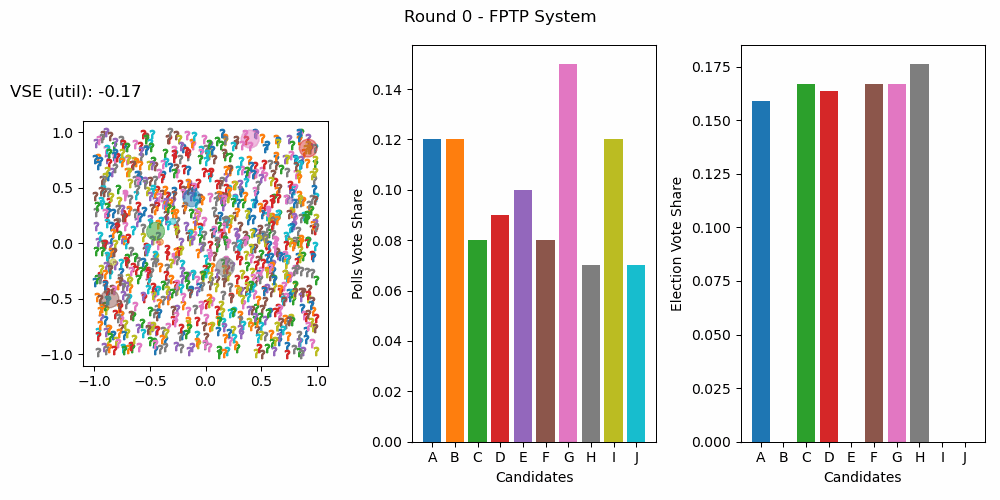 Round 0 - FPTP System
VSE (util): -0.17
1.0
0.5
0.0
−0.5
−1.0
−1.0 −0.5 0.0 0.5 1.0
Polls Vote Share
0.14
0.12
0.10
0.08
0.06
0.04
0.02
0.00
A B C D E F G H I J
Candidates
Election Vote Share
0.175
0.150
0.125
0.100
0.075
0.050
0.025
0.000
A B C D E F G H I J
Candidates